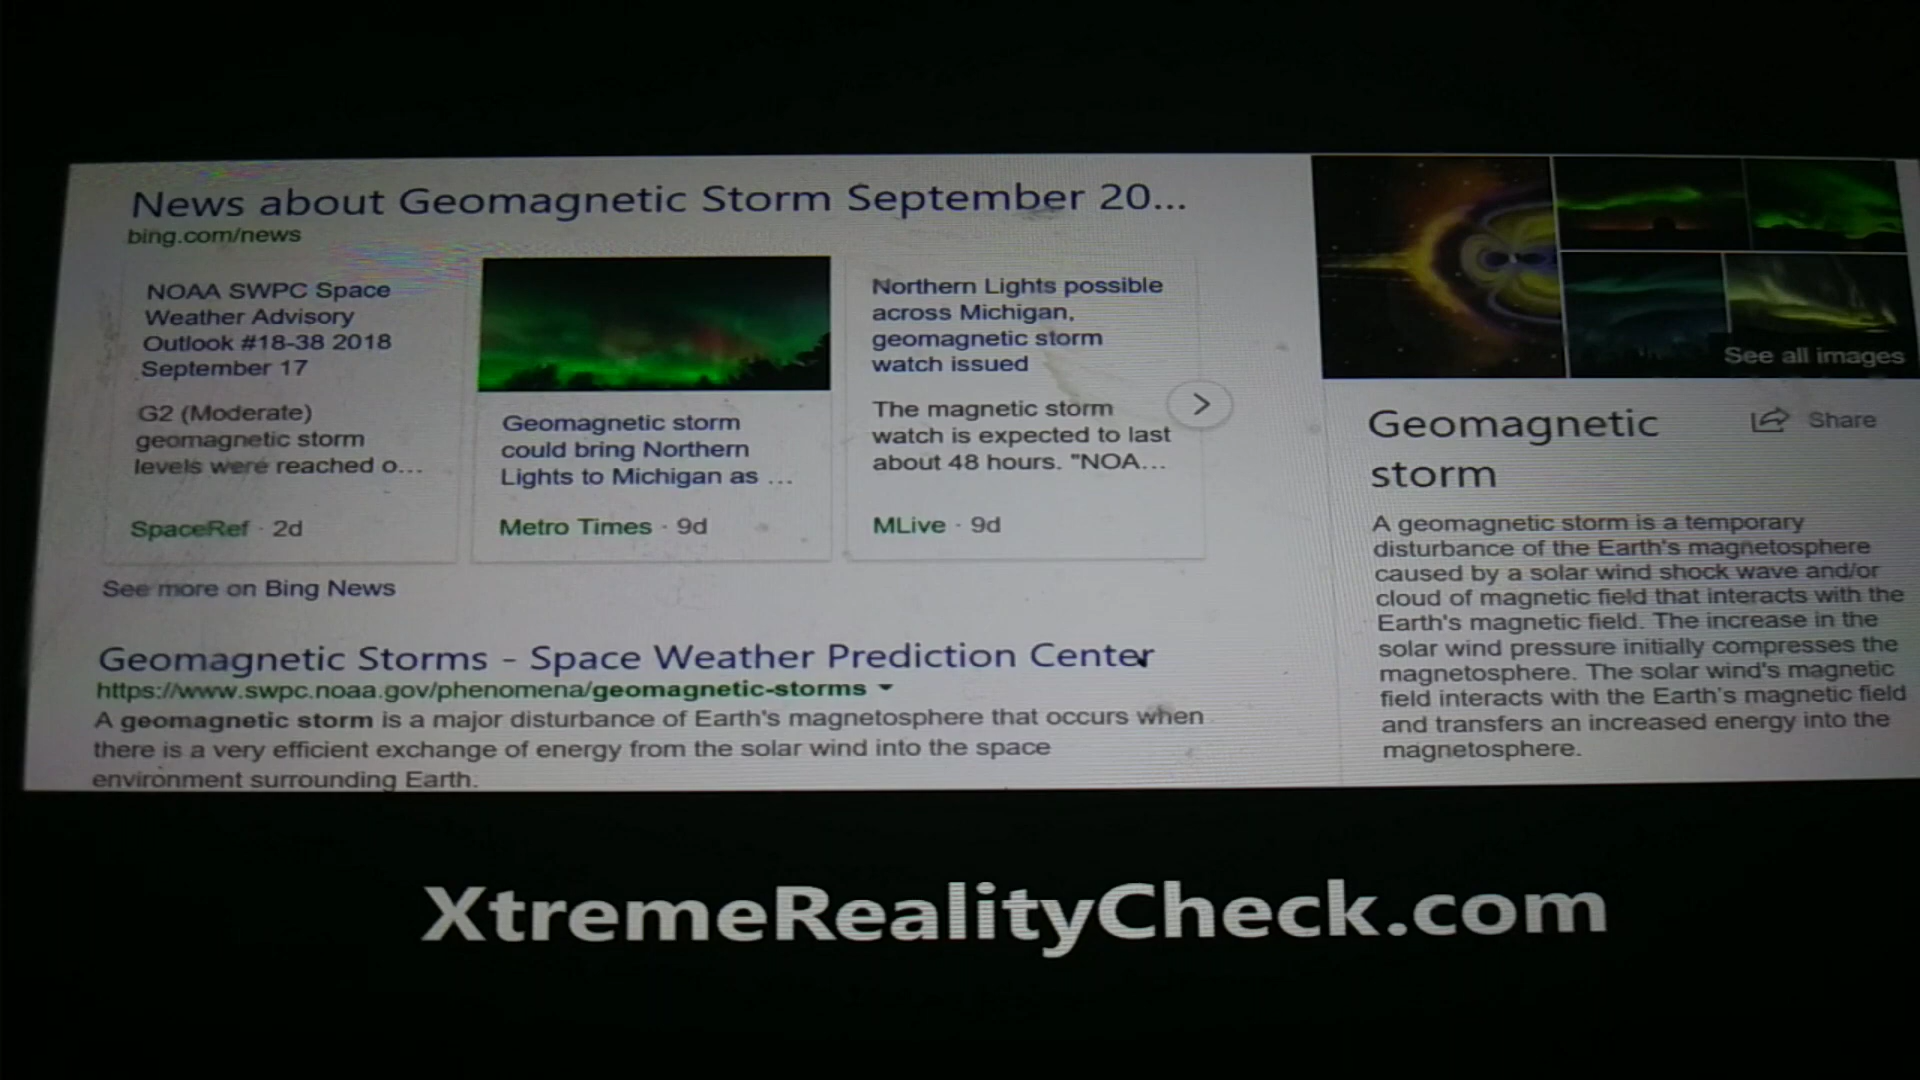 News about Geomagnetic Storm September 20...
bing.com/news
NOAA SWPC Space
Weather Advisory
Outlook #18-38 2018
September 17
G2 (Moderate)
geomagnetic storm
levels were reached o...
SpaceRef · 2d
Geomagnetic storm
could bring Northern
Lights to Michigan as ...
Metro Times · 9d
Northern Lights possible
across Michigan,
geomagnetic storm
watch issued
The magnetic storm
watch is expected to last
about 48 hours. "NOA...
MLive · 9d
See more on Bing News
Geomagnetic Storms - Space Weather Prediction Center
https://www.swpc.noaa.gov/phenomena/geomagnetic-storms
A geomagnetic storm is a major disturbance of Earth's magnetosphere that occurs when
there is a very efficient exchange of energy from the solar wind into the space
environment surrounding Earth.
See all images
Geomagnetic
storm
Share
A geomagnetic storm is a temporary
disturbance of the Earth's magnetosphere
caused by a solar wind shock wave and/or
cloud of magnetic field that interacts with the
Earth's magnetic field. The increase in the
solar wind pressure initially compresses the
magnetosphere. The solar wind's magnetic
field interacts with the Earth's magnetic field
and transfers an increased energy into the
magnetosphere.
XtremeRealityCheck.com